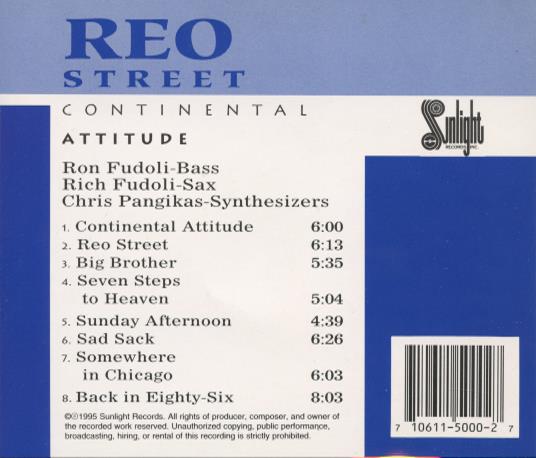 REO
STREET
CONTINENTAL
ATTITUDE
Sunlight
RECORDS, INC.
Ron Fudoli-Bass
Rich Fudoli-Sax
Chris Pangikas-Synthesizers
1. Continental Attitude 6:00
2. Reo Street 6:13
3. Big Brother 5:35
4. Seven Steps
to Heaven 5:04
5. Sunday Afternoon 4:39
6. Sad Sack 6:26
7. Somewhere
in Chicago 6:03
8. Back in Eighty-Six 8:03
©℗1995 Sunlight Records. All rights of producer, composer, and owner of
the recorded work reserved. Unauthorized copying, public performance,
broadcasting, hiring, or rental of this recording is strictly prohibited.
7 10611-5000-2 7